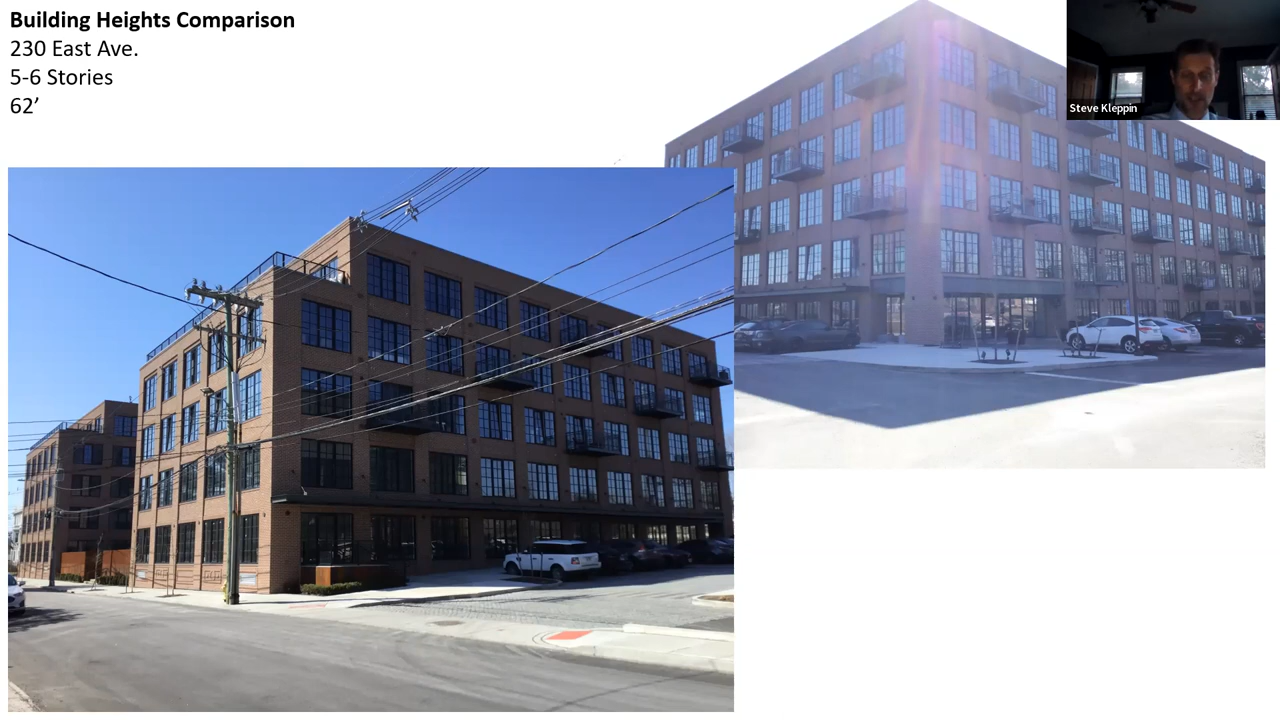 Building Heights Comparison
230 East Ave.
5-6 Stories
62’
Steve Kleppin